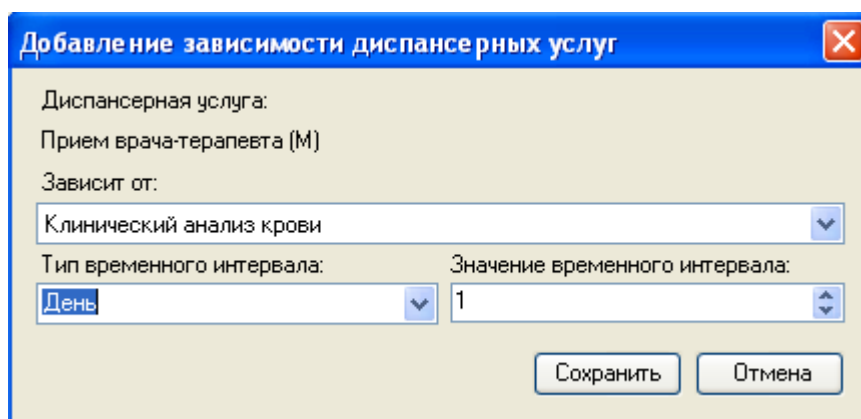 Добавление зависимости диспансерных услуг
Диспансерная услуга:
Прием врача-терапевта (М)
Зависит от:
Клинический анализ крови
Тип временного интервала: Значение временного интервала:
День 1
Сохранить Отмена